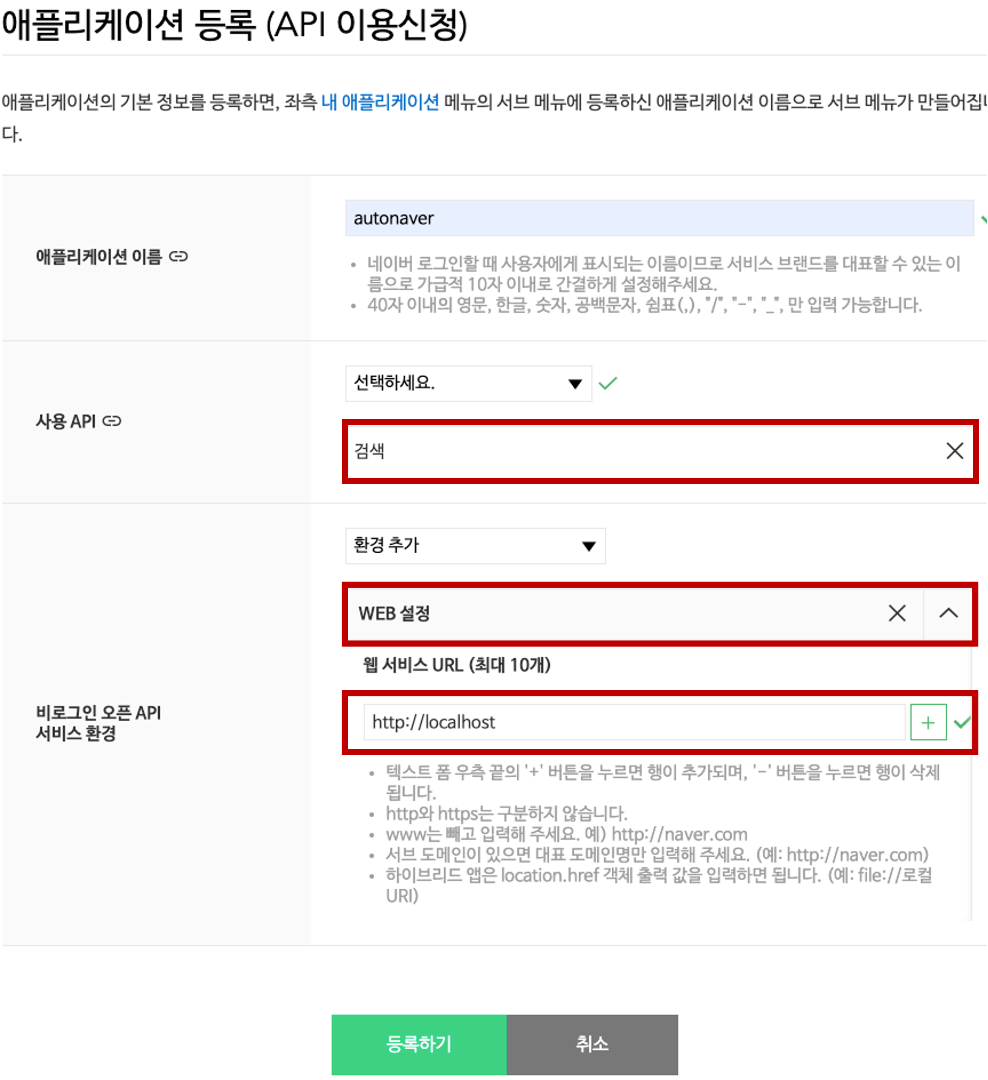 애플리케이션 등록 (API 이용신청)
애플리케이션의 기본 정보를 등록하면, 좌측 내 애플리케이션 메뉴의 서브 메뉴에 등록하신 애플리케이션 이름으로 서브 메뉴가 만들어집니
다.
애플리케이션 이름
autonaver
• 네이버 로그인할 때 사용자에게 표시되는 이름이므로 서비스 브랜드를 대표할 수 있는 이
름으로 가급적 10자 이내로 간결하게 설정해주세요.
• 40자 이내의 영문, 한글, 숫자, 공백문자, 쉼표(,), "/", "-", "_", 만 입력 가능합니다.
사용 API
선택하세요.
검색
비로그인 오픈 API
서비스 환경
환경 추가
WEB 설정
웹 서비스 URL (최대 10개)
http://localhost
• 텍스트 폼 우측 끝의 '+' 버튼을 누르면 행이 추가되며, '-' 버튼을 누르면 행이 삭제
됩니다.
• http와 https는 구분하지 않습니다.
• www는 빼고 입력해 주세요. 예) http://naver.com
• 서브 도메인이 있으면 대표 도메인명만 입력해 주세요. (예: http://naver.com)
• 하이브리드 앱은 location.href 객체 출력 값을 입력하면 됩니다. (예: file://로컬
URI)
등록하기
취소